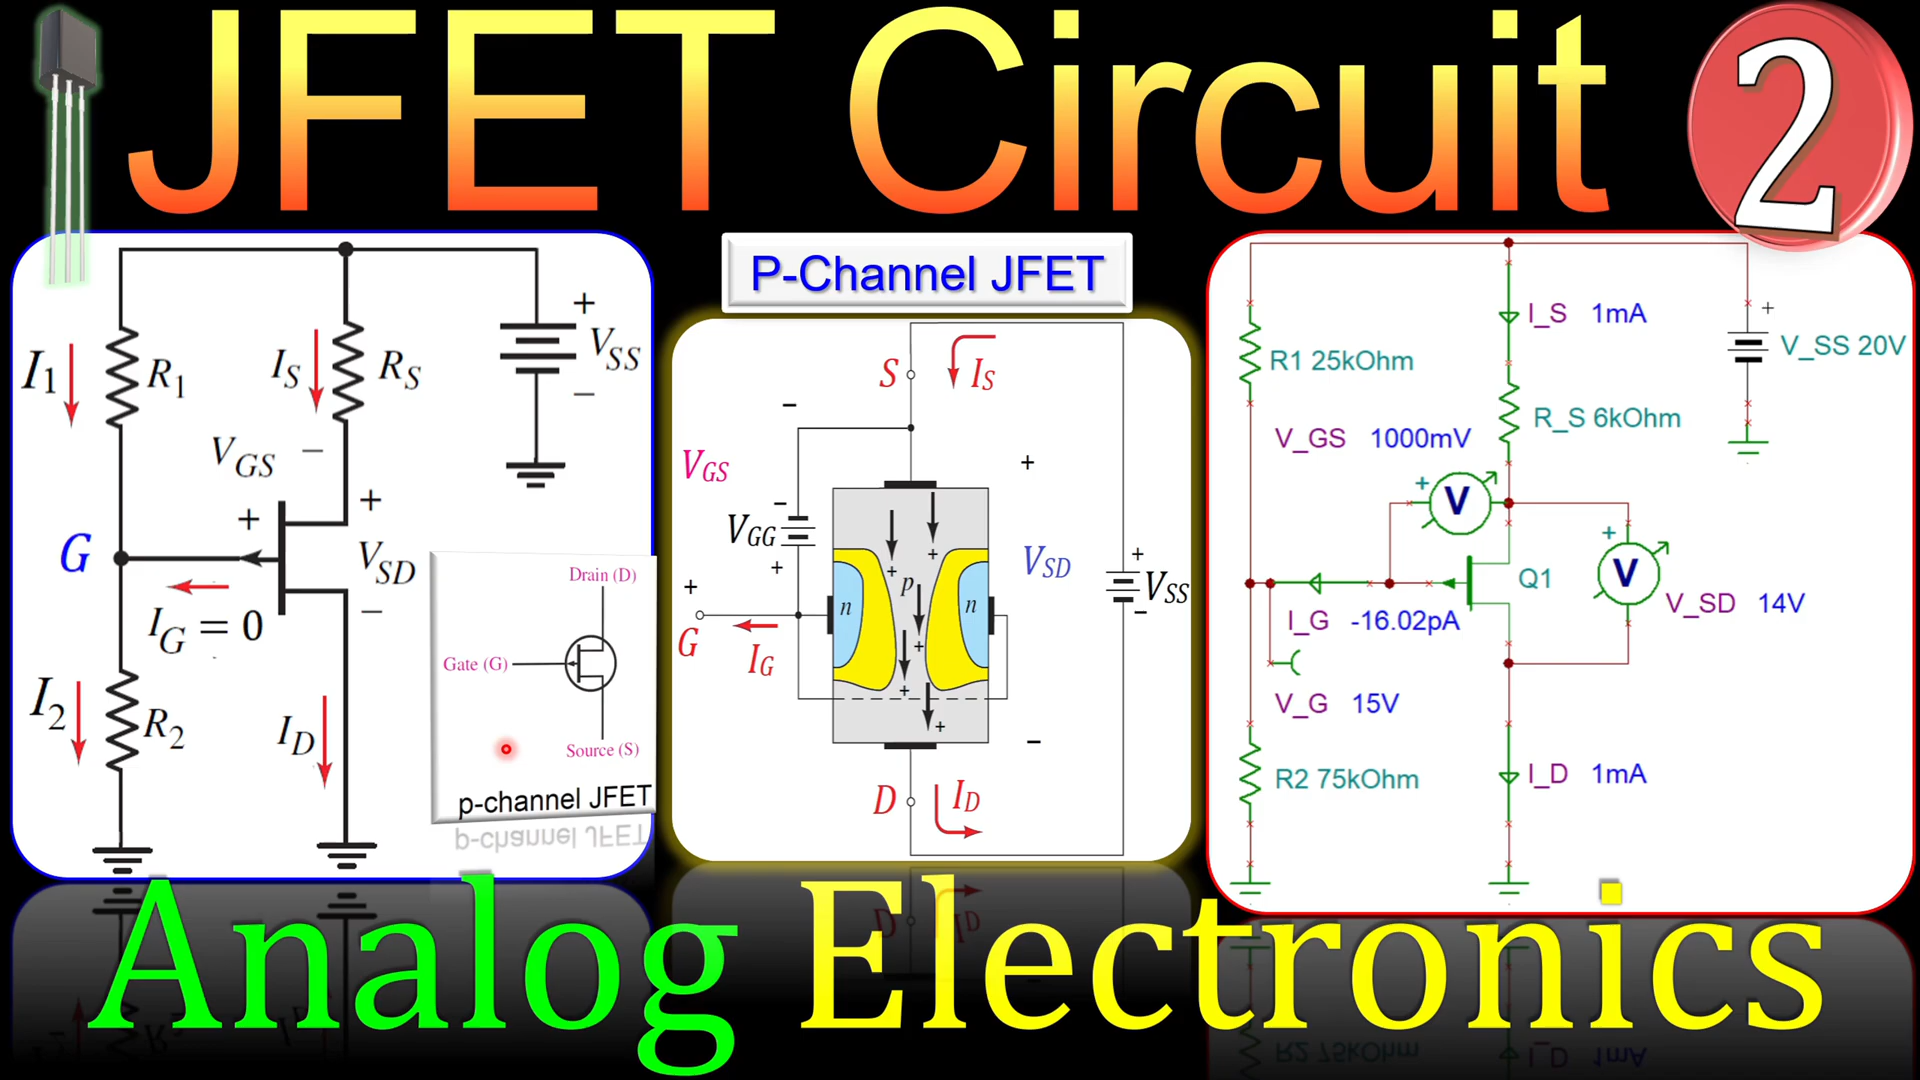 JFET Circuit
2
P-Channel JFET
I1
R1
IS
RS
+
VSS
−
VGS −
+
+
G
VSD
−
IG = 0
I2
R2
ID
Drain (D)
Gate (G)
Source (S)
p-channel JFET
S
IS
−
VGS
+
−
VGG
+
+
G
IG
n
p
n
+
+
+
+
+
+
VSD
+
VSS
−
−
D
ID
I_S 1mA
+
V_SS 20V
R1 25kOhm
R_S 6kOhm
V_GS 1000mV
+
V
+
V
Q1
V_SD 14V
I_G -16.02pA
V_G 15V
R2 75kOhm
I_D 1mA
Analog Electronics